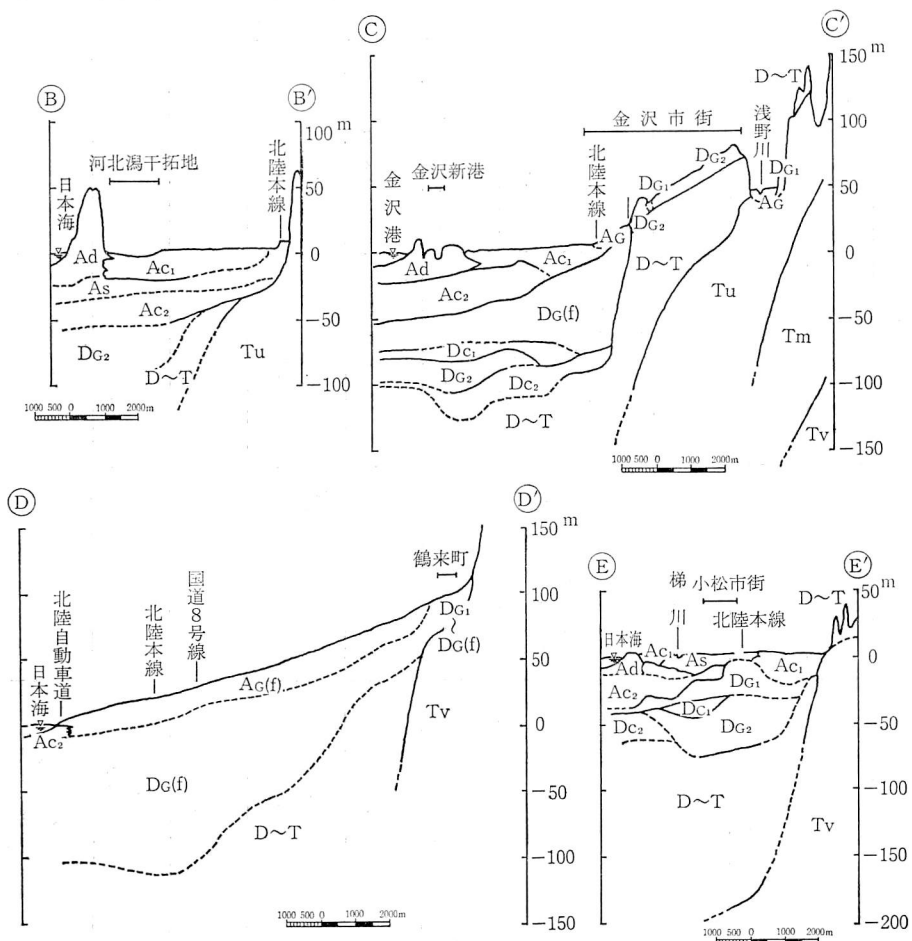 Ⓑ
Ⓑ′
100 m
50
0
−50
−100
日本海
河北潟干拓地
北陸本線
Ad
Ac1
As
Ac2
DG2
D～T
Tu
1000 500 0 1000 2000m
Ⓒ
Ⓒ′
150 m
100
50
0
−50
−100
−150
金沢港
金沢新港
北陸本線
金沢市街
浅野川
D～T
DG2
DG1
DG1
AG
AG
DG2
D～T
Ad
Ac2
DG(f)
Tu
Tm
Dc1
DG2
Dc2
D～T
Tv
1000 500 0 1000 2000m
Ⓓ
Ⓓ′
150 m
100
50
0
−50
−100
−150
日本海
北陸自動車道
北陸本線
国道8号線
鶴来町
DG1
～
DG(f)
AG(f)
Ac2
Tv
DG(f)
D～T
1000 500 0 1000 2000m
Ⓔ
Ⓔ′
50m
0
−50
−100
−150
−200
日本海
梯川
小松市街
北陸本線
D～T
Ac1
As
Ad
Ac1
Ac2
DG1
Dc1
Dc2
DG2
D～T
Tv
1000 500 0 1000 2000m